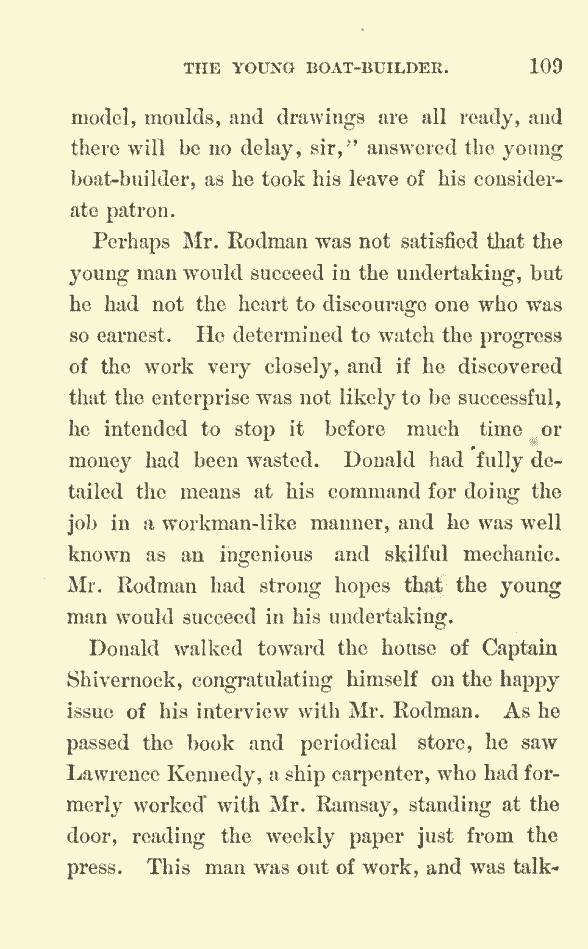 THE YOUNG BOAT-BUILDER. 109
model, moulds, and drawings are all ready, and
there will be no delay, sir," answered the young
boat-builder, as he took his leave of his consider-
ate patron.
Perhaps Mr. Rodman was not satisfied that the
young man would succeed in the undertaking, but
he had not the heart to discourage one who was
so earnest. He determined to watch the progress
of the work very closely, and if he discovered
that the enterprise was not likely to be successful,
he intended to stop it before much time or
money had been wasted. Donald had fully de-
tailed the means at his command for doing the
job in a workman-like manner, and he was well
known as an ingenious and skilful mechanic.
Mr. Rodman had strong hopes that the young
man would succeed in his undertaking.
Donald walked toward the house of Captain
Shivernock, congratulating himself on the happy
issue of his interview with Mr. Rodman. As he
passed the book and periodical store, he saw
Lawrence Kennedy, a ship carpenter, who had for-
merly worked with Mr. Ramsay, standing at the
door, reading the weekly paper just from the
press. This man was out of work, and was talk-